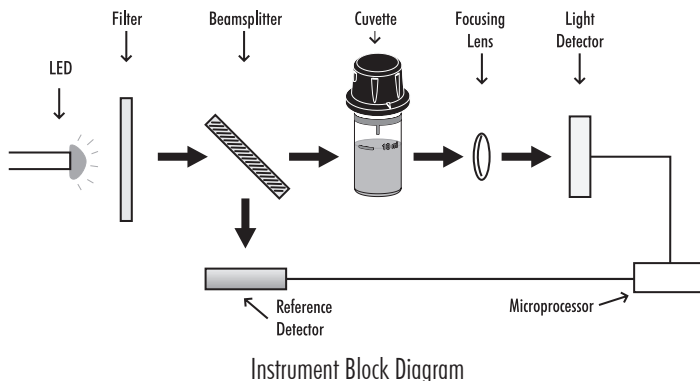 Filter
Beamsplitter
Cuvette
Focusing
Lens
Light
Detector
LED
10 ml
Reference
Detector
Microprocessor
Instrument Block Diagram